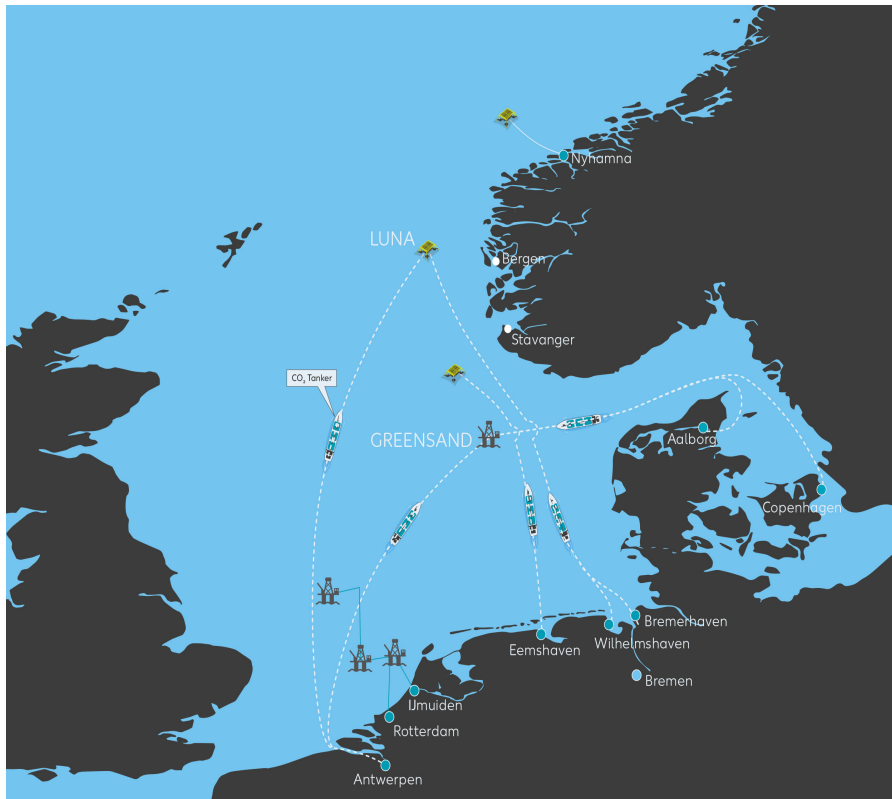 Nyhamna
LUNA
Bergen
Stavanger
CO₂ Tanker
GREENSAND
Aalborg
Copenhagen
Bremerhaven
Wilhelmshaven
Eemshaven
Bremen
IJmuiden
Rotterdam
Antwerpen